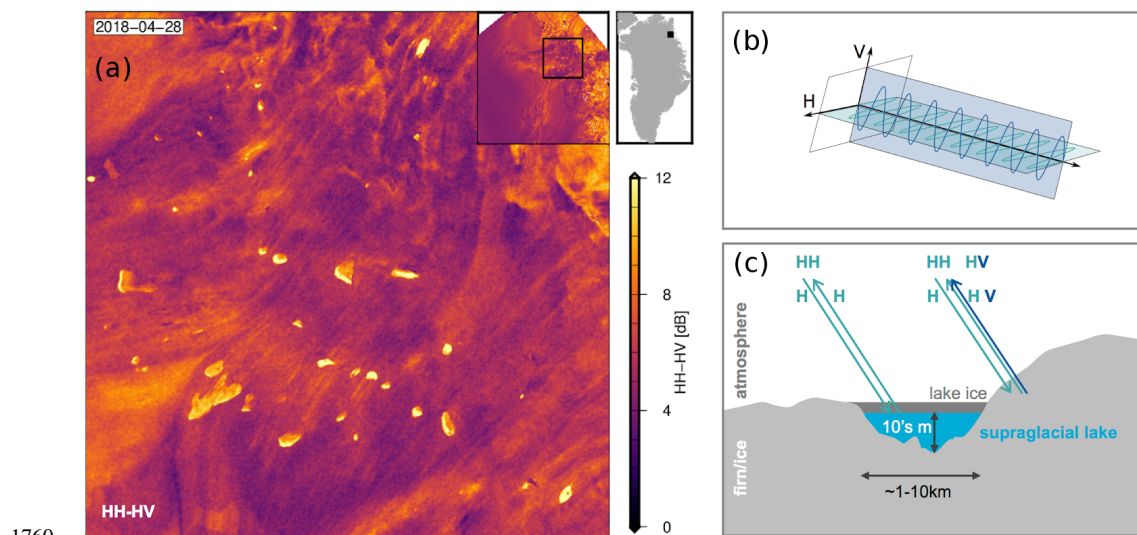 2018-04-28
(a)
HH-HV
12
8
4
0
HH-HV [dB]
(b)
V
H
(c)
HH HH HV
H H H H V
atmosphere
lake ice
10's m
supraglacial lake
firn/ice
~1-10km
1760